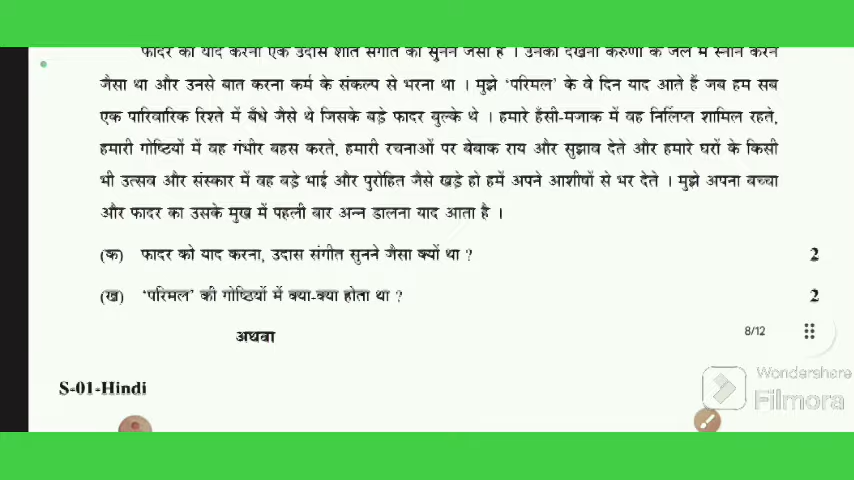 फादर को याद करना एक उदास शांत संगीत को सुनने जैसा है । उनको देखना करुणा के जल में स्नान करने
जैसा था और उनसे बात करना कर्म के संकल्प से भरना था । मुझे ‘परिमल’ के वे दिन याद आते हैं जब हम सब
एक पारिवारिक रिश्ते में बँधे जैसे थे जिसके बड़े फादर बुल्के थे । हमारे हँसी-मजाक में वह निर्लिप्त शामिल रहते,
हमारी गोष्ठियों में वह गंभीर बहस करते, हमारी रचनाओं पर बेबाक राय और सुझाव देते और हमारे घरों के किसी
भी उत्सव और संस्कार में वह बड़े भाई और पुरोहित जैसे खड़े हो हमें अपने आशीषों से भर देते । मुझे अपना बच्चा
और फादर का उसके मुख में पहली बार अन्न डालना याद आता है ।
(क) फादर को याद करना, उदास संगीत सुनने जैसा क्यों था ? 2
(ख) ‘परिमल’ की गोष्ठियों में क्या-क्या होता था ? 2
अथवा
8/12
S-01-Hindi
Wondershare
Filmora